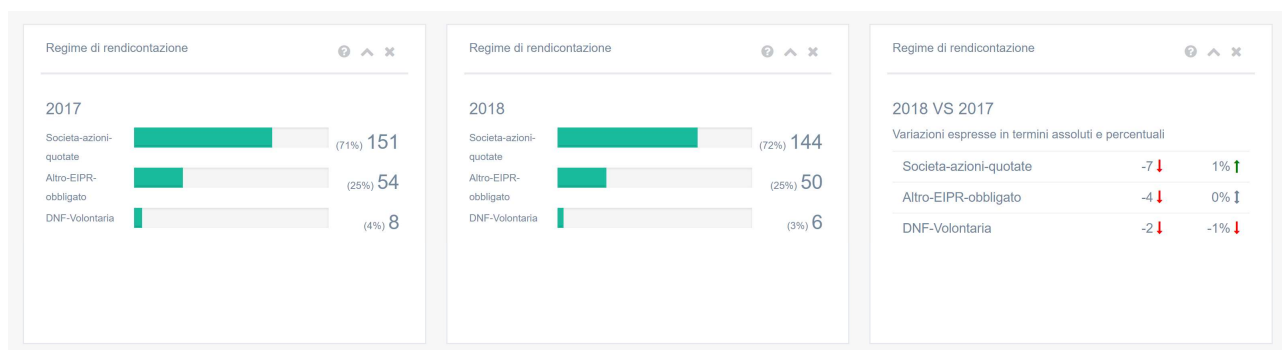 Regime di rendicontazione
2017
Societa-azioni-
quotate
(71%) 151
Altro-EIPR-
obbligato
(25%) 54
DNF-Volontaria
(4%) 8
Regime di rendicontazione
2018
Societa-azioni-
quotate
(72%) 144
Altro-EIPR-
obbligato
(25%) 50
DNF-Volontaria
(3%) 6
Regime di rendicontazione
2018 VS 2017
Variazioni espresse in termini assoluti e percentuali
Societa-azioni-quotate -7 1%
Altro-EIPR-obbligato -4 0%
DNF-Volontaria -2 -1%